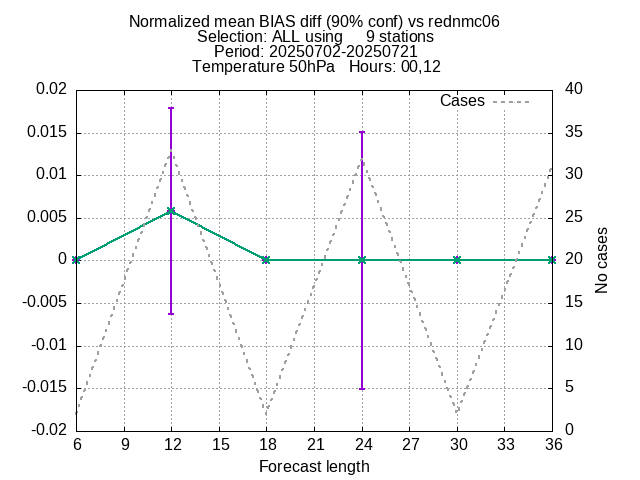 Normalized mean BIAS diff (90% conf) vs rednmc06
Selection: ALL using     9 stations
Period: 20250702-20250721
Temperature 50hPa   Hours: 00,12
Cases
0.02
0.015
0.01
0.005
0
-0.005
-0.01
-0.015
-0.02
40
35
30
25
20
15
10
5
0
No cases
6 9 12 15 18 21 24 27 30 33 36
Forecast length